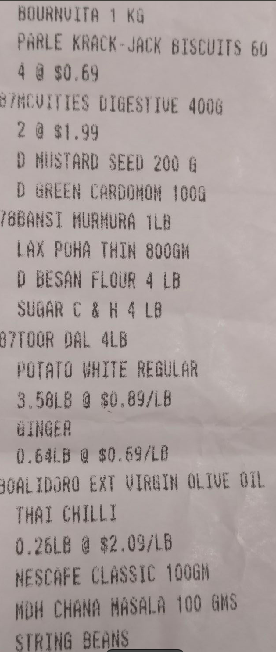 BOURNVITA 1 KG
PARLE KRACK-JACK BISCUITS 60
4 @ $0.69
87MCVITIES DIGESTIVE 400G
2 @ $1.99
D MUSTARD SEED 200 G
D GREEN CARDOMOM 100G
78BANSI MURMURA 1LB
LAX POHA THIN 800GM
D BESAN FLOUR 4 LB
SUGAR C & H 4 LB
87TOOR DAL 4LB
POTATO WHITE REGULAR
3.58LB @ $0.89/LB
GINGER
0.64LB @ $0.69/LB
80ALIDORO EXT VIRGIN OLIVE OIL
THAI CHILLI
0.26LB @ $2.09/LB
NESCAFE CLASSIC 100GM
MDH CHANA MASALA 100 GMS
STRING BEANS